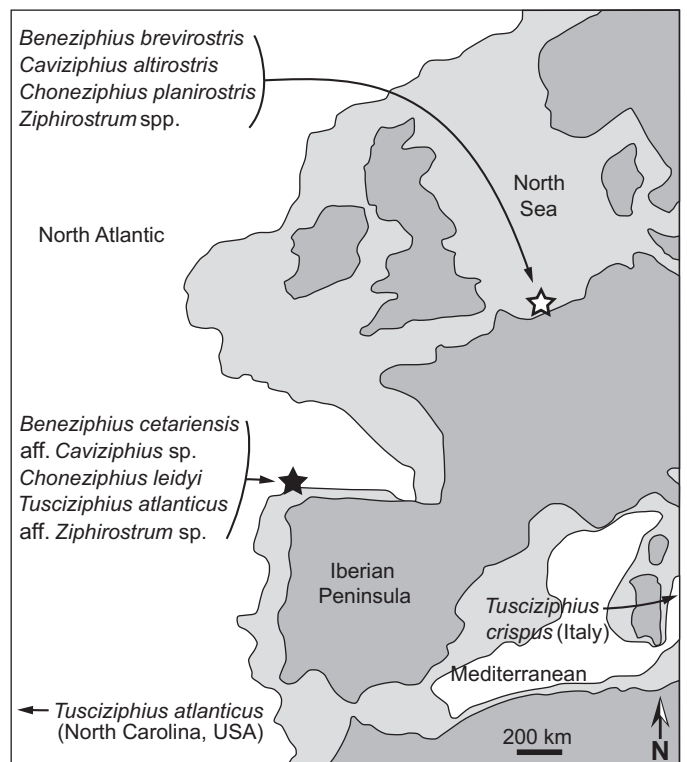 Beneziphius brevirostris
Caviziphius altirostris
Choneziphius planirostris
Ziphirostrum spp.
North
Sea
North Atlantic
Beneziphius cetariensis
aff. Caviziphius sp.
Choneziphius leidyi
Tusciziphius atlanticus
aff. Ziphirostrum sp.
Iberian
Peninsula
Tusciziphius
crispus (Italy)
Mediterranean
Tusciziphius atlanticus
(North Carolina, USA)
200 km
N